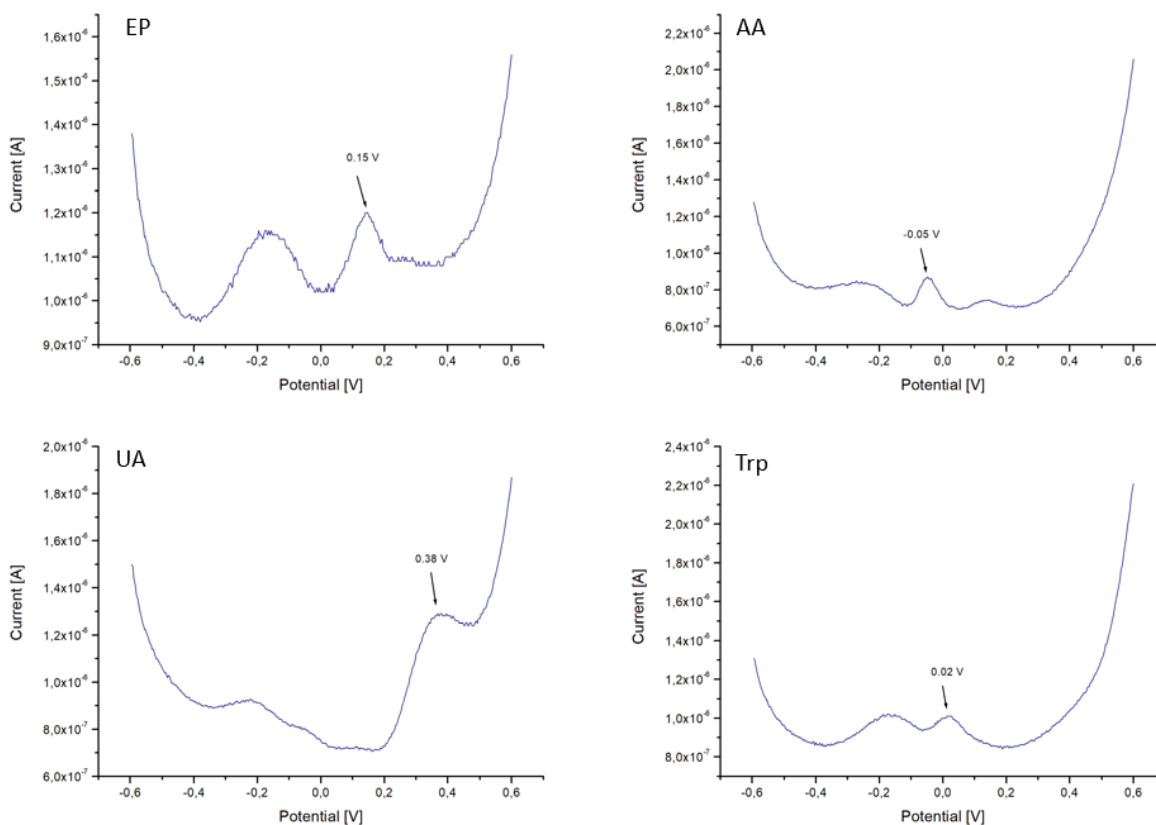 EP
1,6x10⁻⁶
1,5x10⁻⁶
1,4x10⁻⁶
1,3x10⁻⁶
1,2x10⁻⁶
1,1x10⁻⁶
1,0x10⁻⁶
9,0x10⁻⁷
Current [A]
0.15 V
-0,6 -0,4 -0,2 0,0 0,2 0,4 0,6
Potential [V]
AA
2,2x10⁻⁶
2,0x10⁻⁶
1,8x10⁻⁶
1,6x10⁻⁶
1,4x10⁻⁶
1,2x10⁻⁶
1,0x10⁻⁶
8,0x10⁻⁷
6,0x10⁻⁷
Current [A]
-0.05 V
-0,6 -0,4 -0,2 0,0 0,2 0,4 0,6
Potential [V]
UA
2,0x10⁻⁶
1,8x10⁻⁶
1,6x10⁻⁶
1,4x10⁻⁶
1,2x10⁻⁶
1,0x10⁻⁶
8,0x10⁻⁷
6,0x10⁻⁷
Current [A]
0.38 V
-0,6 -0,4 -0,2 0,0 0,2 0,4 0,6
Potential [V]
Trp
2,4x10⁻⁶
2,2x10⁻⁶
2,0x10⁻⁶
1,8x10⁻⁶
1,6x10⁻⁶
1,4x10⁻⁶
1,2x10⁻⁶
1,0x10⁻⁶
8,0x10⁻⁷
Current [A]
0.02 V
-0,6 -0,4 -0,2 0,0 0,2 0,4 0,6
Potential [V]